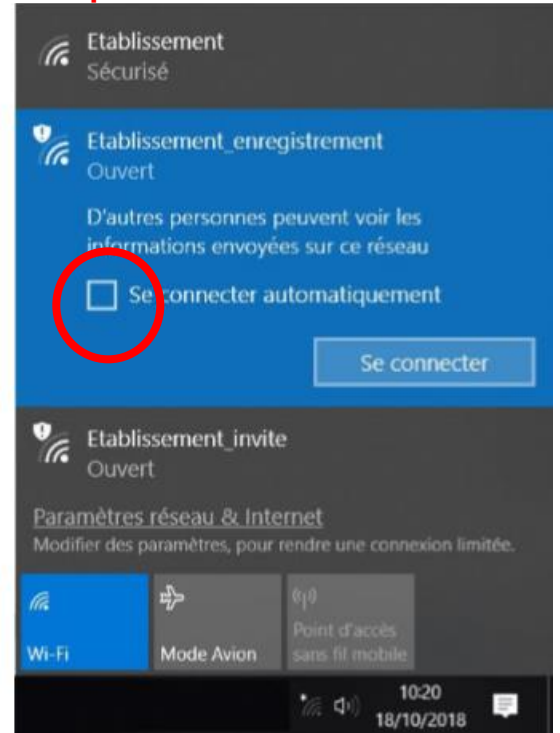 Etablissement
Sécurisé
Etablissement_enregistrement
Ouvert
D'autres personnes peuvent voir les
informations envoyées sur ce réseau
Se connecter automatiquement
Se connecter
Etablissement_invite
Ouvert
Paramètres réseau & Internet
Modifier des paramètres, pour rendre une connexion limitée.
Wi-Fi
Mode Avion
Point d'accès
sans fil mobile
10:20
18/10/2018